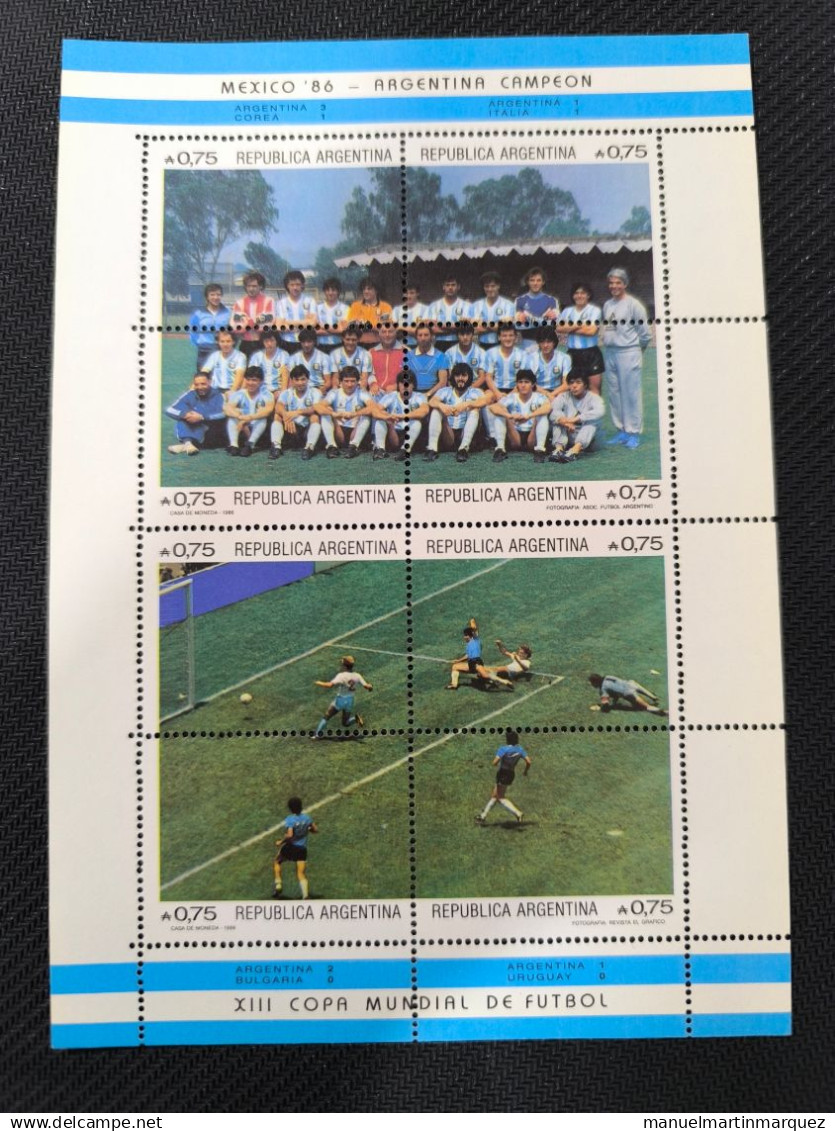 MEXICO '86 — ARGENTINA CAMPEON
ARGENTINA 3
COREA 1
ARGENTINA 1
ITALIA 1
₳0,75 REPUBLICA ARGENTINA
REPUBLICA ARGENTINA ₳0,75
₳0,75 REPUBLICA ARGENTINA
CASA DE MONEDA - 1986
REPUBLICA ARGENTINA ₳0,75
FOTOGRAFIA ASOC FUTBOL ARGENTINO
₳0,75 REPUBLICA ARGENTINA
REPUBLICA ARGENTINA ₳0,75
2
₳0,75 REPUBLICA ARGENTINA
CASA DE MONEDA - 1986
REPUBLICA ARGENTINA ₳0,75
FOTOGRAFIA REVISTA EL GRAFICO
ARGENTINA 2
BULGARIA 0
ARGENTINA 1
URUGUAY 0
XIII COPA MUNDIAL DE FUTBOL
manuelmartinmarquez